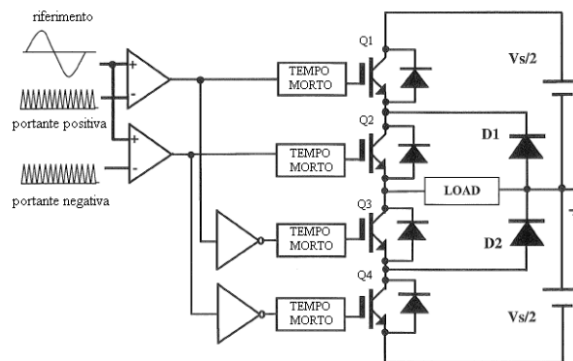 riferimento
portante positiva
portante negativa
+
-
+
-
TEMPO
MORTO
Q1
TEMPO
MORTO
Q2
TEMPO
MORTO
Q3
TEMPO
MORTO
Q4
LOAD
D1
D2
Vs/2
Vs/2